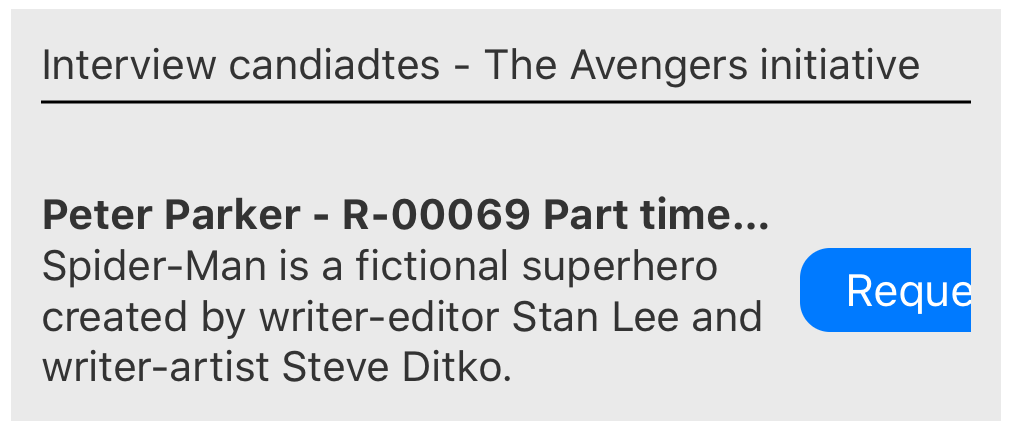 Interview candiadtes - The Avengers initiative
Peter Parker - R-00069 Part time...
Spider-Man is a fictional superhero
created by writer-editor Stan Lee and
writer-artist Steve Ditko.
Reque